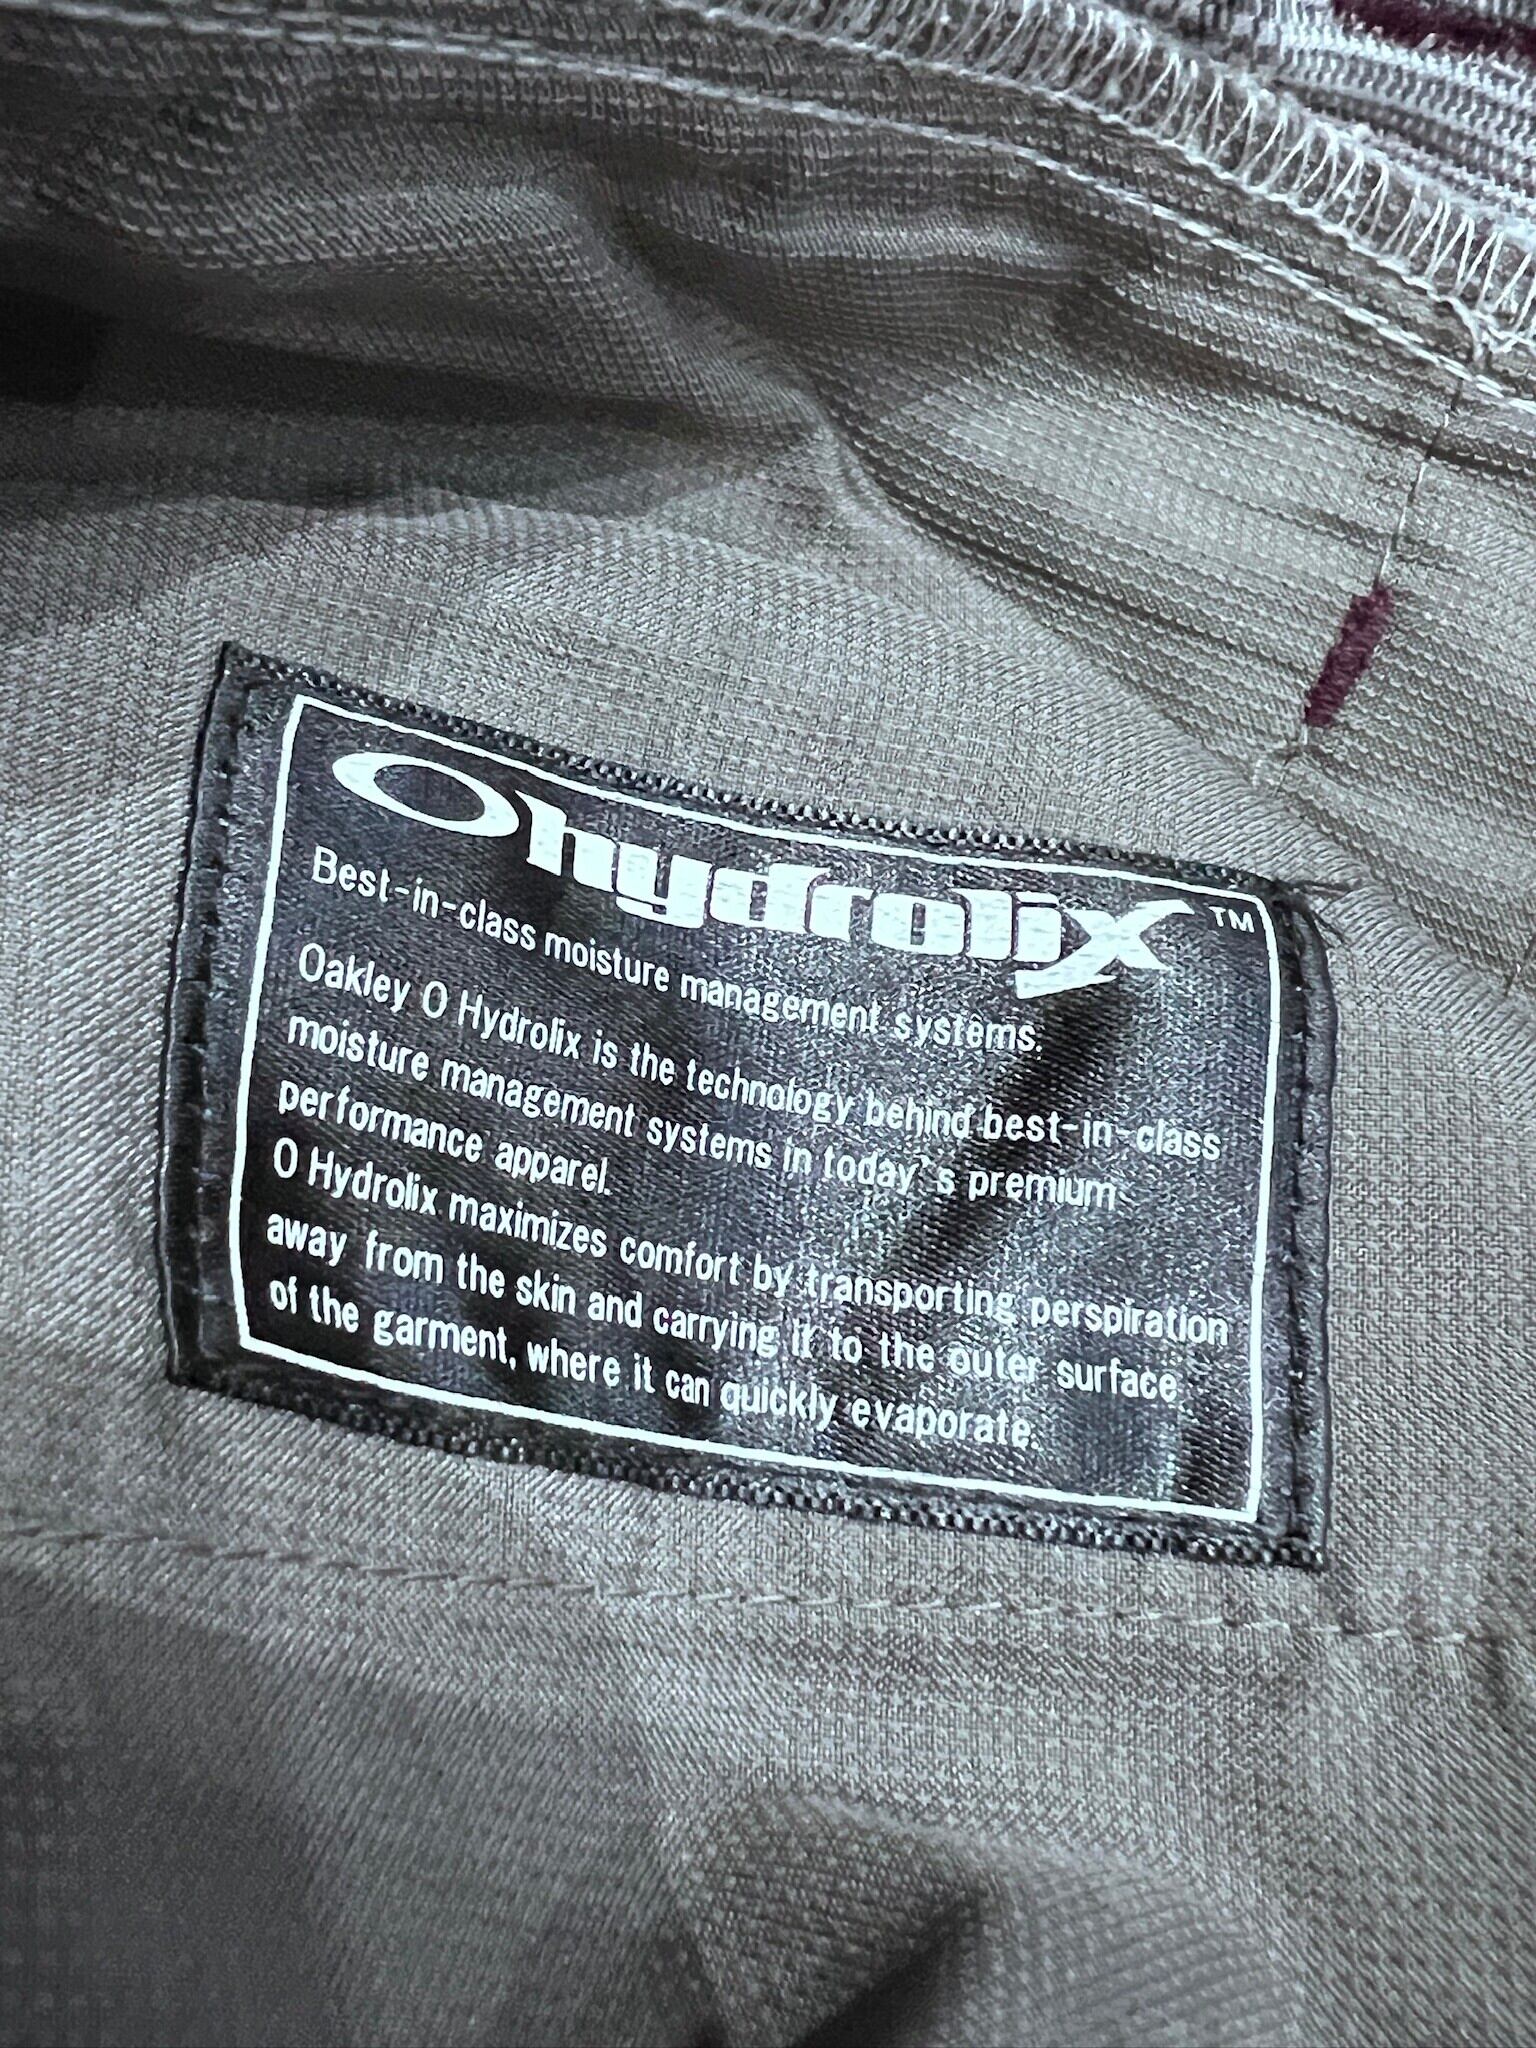 O hydrolix ™
Best-in-class moisture management systems.
Oakley O Hydrolix is the technology behind best-in-class
moisture management systems in today's premium
performance apparel.
O Hydrolix maximizes comfort by transporting perspiration
away from the skin and carrying it to the outer surface
of the garment, where it can quickly evaporate.